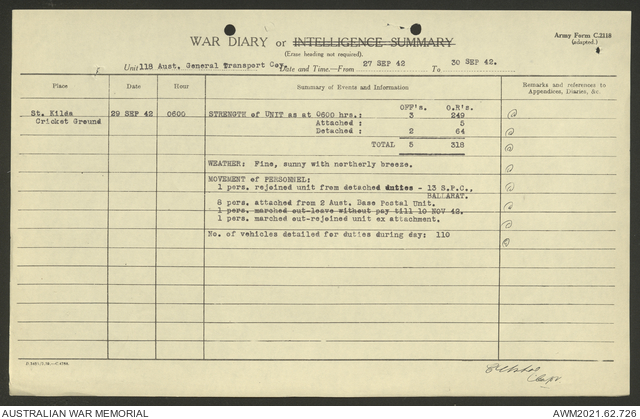 WAR DIARY or INTELLIGENCE SUMMARY
(Erase heading not required).
Army Form C.2118
(adapted.)
Unit 118 Aust. General Transport Coy. Date and Time.—From 27 SEP 42 To 30 SEP 42.
Place Date Hour Summary of Events and Information Remarks and references to
Appendices, Diaries, &c.
OFF's. O.R's.
St. Kilda 29 SEP 42 0600 STRENGTH of UNIT as at 0600 hrs.: 3 249
Cricket Ground Attached : 5
Detached : 2 64
TOTAL 5 318
WEATHER: Fine, sunny with northerly breeze.
MOVEMENT of PERSONNEL:
1 pers. rejoined unit from detached duties - 13 S.P.C.,
BALLARAT.
8 pers. attached from 2 Aust. Base Postal Unit.
1 pers. marched out-leave without pay till 10 NOV 42.
1 pers. marched out-rejoined unit ex attachment.
No. of vehicles detailed for duties during day: 110
AUSTRALIAN WAR MEMORIAL AWM2021.62.726